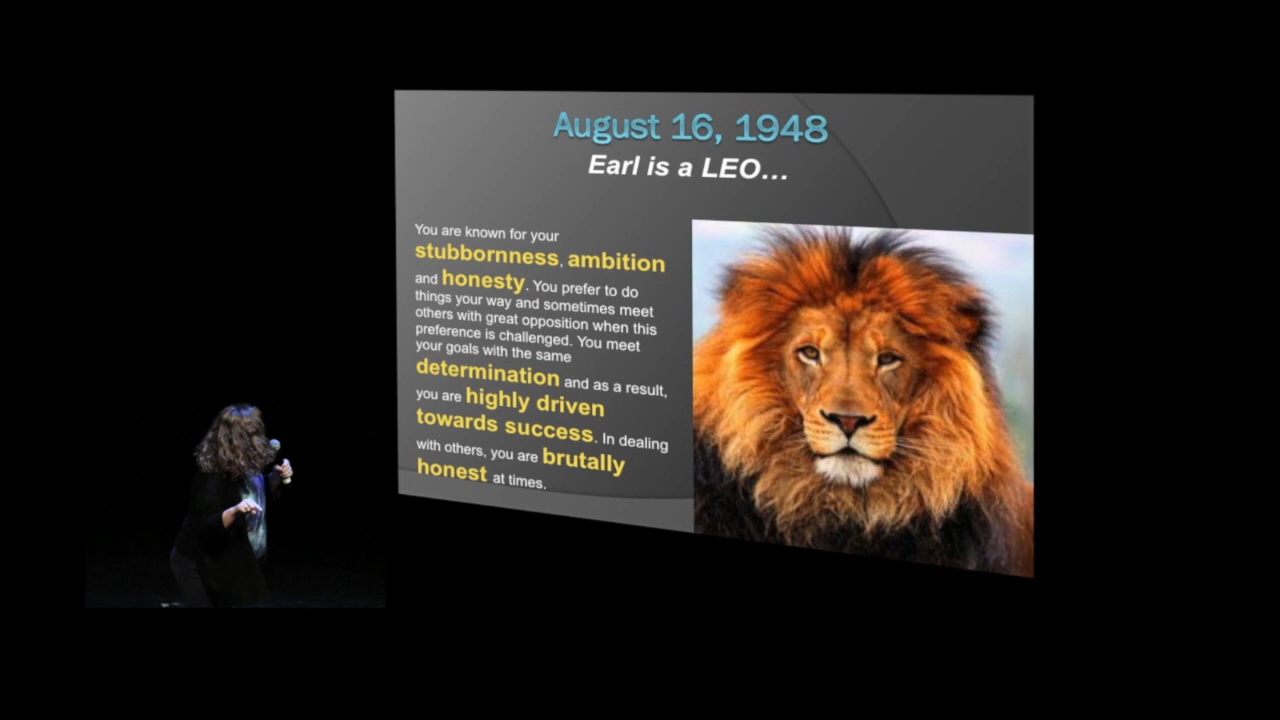 August 16, 1948
Earl is a LEO...
You are known for your
stubbornness, ambition
and honesty. You prefer to do
things your way and sometimes meet
others with great opposition when this
preference is challenged. You meet
your goals with the same
determination and as a result,
you are highly driven
towards success. In dealing
with others, you are brutally
honest at times.